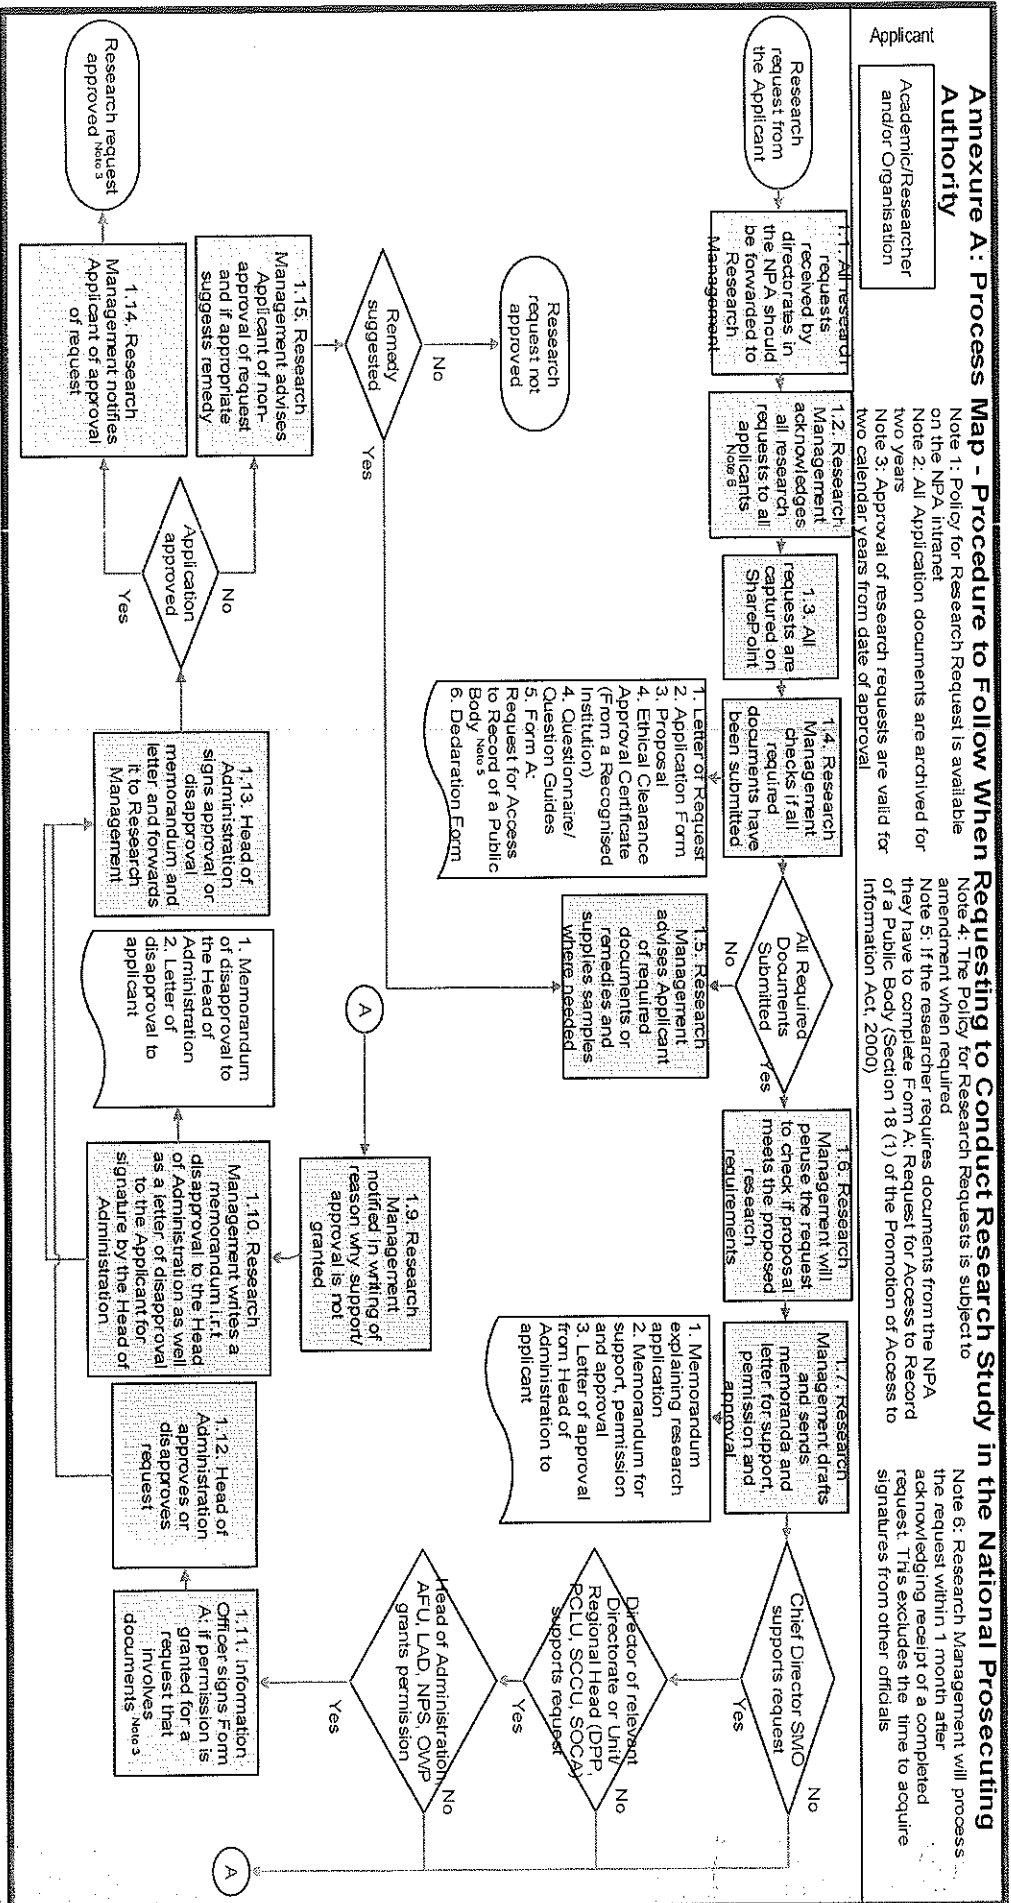 Annexure A: Process Map - Procedure to Follow When Requesting to Conduct Research Study in the National Prosecuting
Authority
Applicant
Academic/Researcher
and/or Organisation
Note 1: Policy for Research Request is available
on the NPA intranet
Note 2: All Application documents are archived for
two years
Note 3: Approval of research requests are valid for
two calendar years from date of approval
Note 4: The Policy for Research Requests is subject to
amendment when required
Note 5: If the researcher requires documents from the NPA
they have to complete Form A: Request for Access to Record
of a Public Body (Section 18 (1) of the Promotion of Access to
Information Act, 2000)
Note 6: Research Management will process
the request within 1 month after
acknowledging receipt of a completed
request. This excludes the time to acquire
signatures from other officials
Research
request from
the Applicant
1.1. All research
requests
received by
directorates in
the NPA should
be forwarded to
Research
Management
1.2. Research
Management
acknowledges
all research
requests to all
applicants Note 6
1.3. All
requests are
captured on
SharePoint
1.4. Research
Management
checks if all
required
documents have
been submitted
1. Letter of Request
2. Application Form
3. Proposal
4. Ethical Clearance
Approval Certificate
(From a Recognised
Institution)
4. Questionnaire/
Question Guides
5. Form A:
Request for Access
to Record of a Public
Body Note 5
6. Declaration Form
All Required
Documents
Submitted
No
Yes
1.5. Research
Management
advises Applicant
of required
documents or
remedies and
supplies samples
where needed
1.6. Research
Management will
peruse the request
to check if proposal
meets the proposed
research
requirements
1.7. Research
Management drafts
and sends
memoranda and
letter for support,
permission and
approval
1. Memorandum
explaining research
application
2. Memorandum for
support, permission
and approval
3. Letter of approval
from Head of
Administration to
applicant
Chief Director SMO
supports request
No
Yes
Director of relevant
Directorate or Unit/
Regional Head (DPP,
PCLU, SCCU, SOCA)
supports request
No
Yes
Head of Administration,
AFU, LAD, NPS, OWP
grants permission
No
Yes
A
1.11. Information
Officer signs Form
A: if permission is
granted for a
request that
involves
documents Note 3
1.12. Head of
Administration
approves or
disapproves
request
A
1.9. Research
Management
notified in writing of
reason why support/
approval is not
granted
1.10. Research
Management writes a
memorandum i.r.t.
disapproval to the Head
of Administration as well
as a letter of disapproval
to the Applicant for
signature by the Head of
Administration
1. Memorandum
of disapproval to
the Head of
Administration
2. Letter of
disapproval to
applicant
1.13. Head of
Administration
signs approval or
disapproval
memorandum and
letter and forwards
it to Research
Management
Application
approved
No
Yes
1.15. Research
Management advises
Applicant of non-
approval of request
and if appropriate
suggests remedy
Remedy
suggested
No
Yes
Research
request not
approved
1.14. Research
Management notifies
Applicant of approval
of request
Research request
approved Note 3